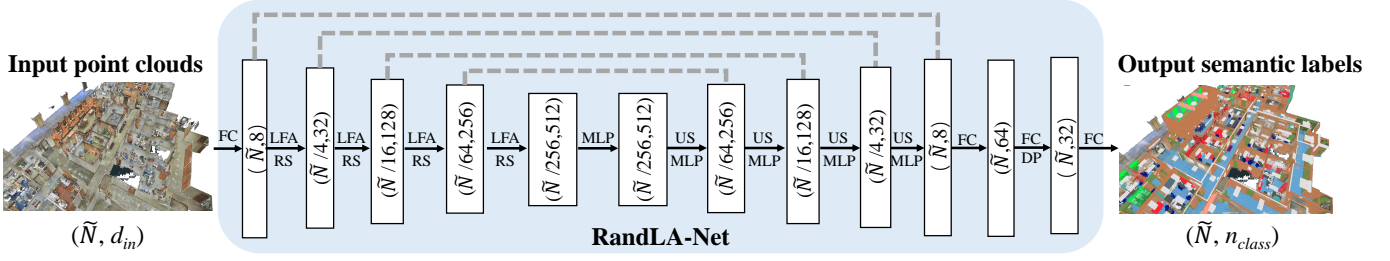 Input point clouds
(Ñ, d_in)
FC
(Ñ,8)
LFA
RS
(Ñ/4,32)
LFA
RS
(Ñ/16,128)
LFA
RS
(Ñ/64,256)
LFA
RS
(Ñ/256,512)
MLP
(Ñ/256,512)
US
MLP
(Ñ/64,256)
US
MLP
(Ñ/16,128)
US
MLP
(Ñ/4,32)
US
MLP
(Ñ,8)
FC
(Ñ,64)
FC
DP
(Ñ,32)
FC
RandLA-Net
Output semantic labels
(Ñ, n_class)